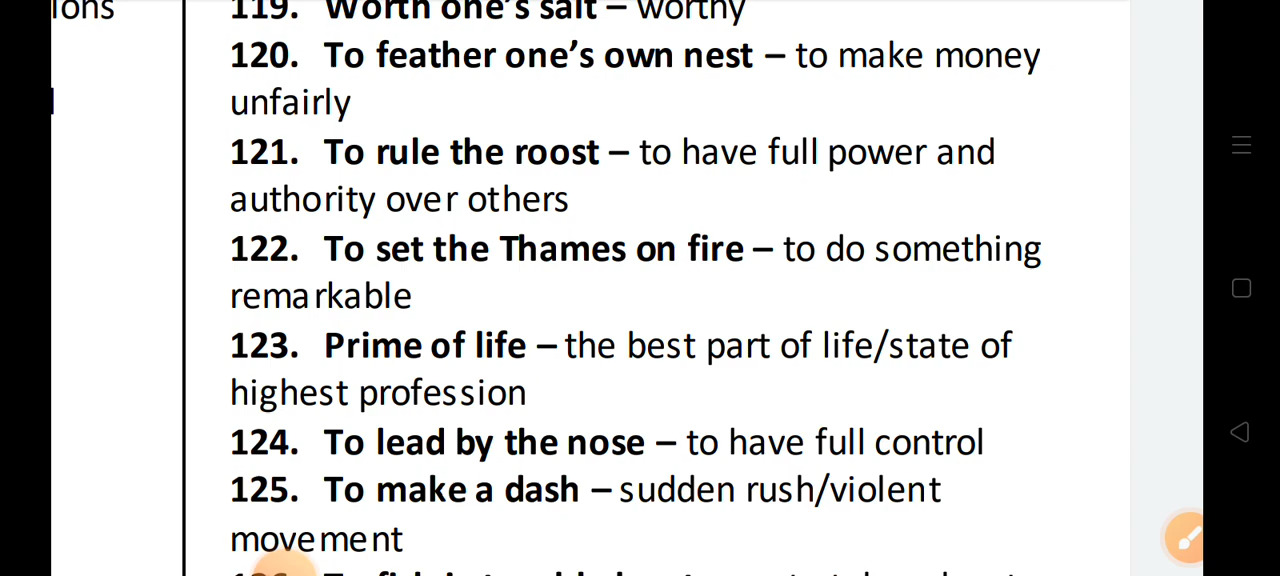 ions
119. Worth one's salt – worthy
120. To feather one's own nest – to make money
unfairly
121. To rule the roost – to have full power and
authority over others
122. To set the Thames on fire – to do something
remarkable
123. Prime of life – the best part of life/state of
highest profession
124. To lead by the nose – to have full control
125. To make a dash – sudden rush/violent
movement